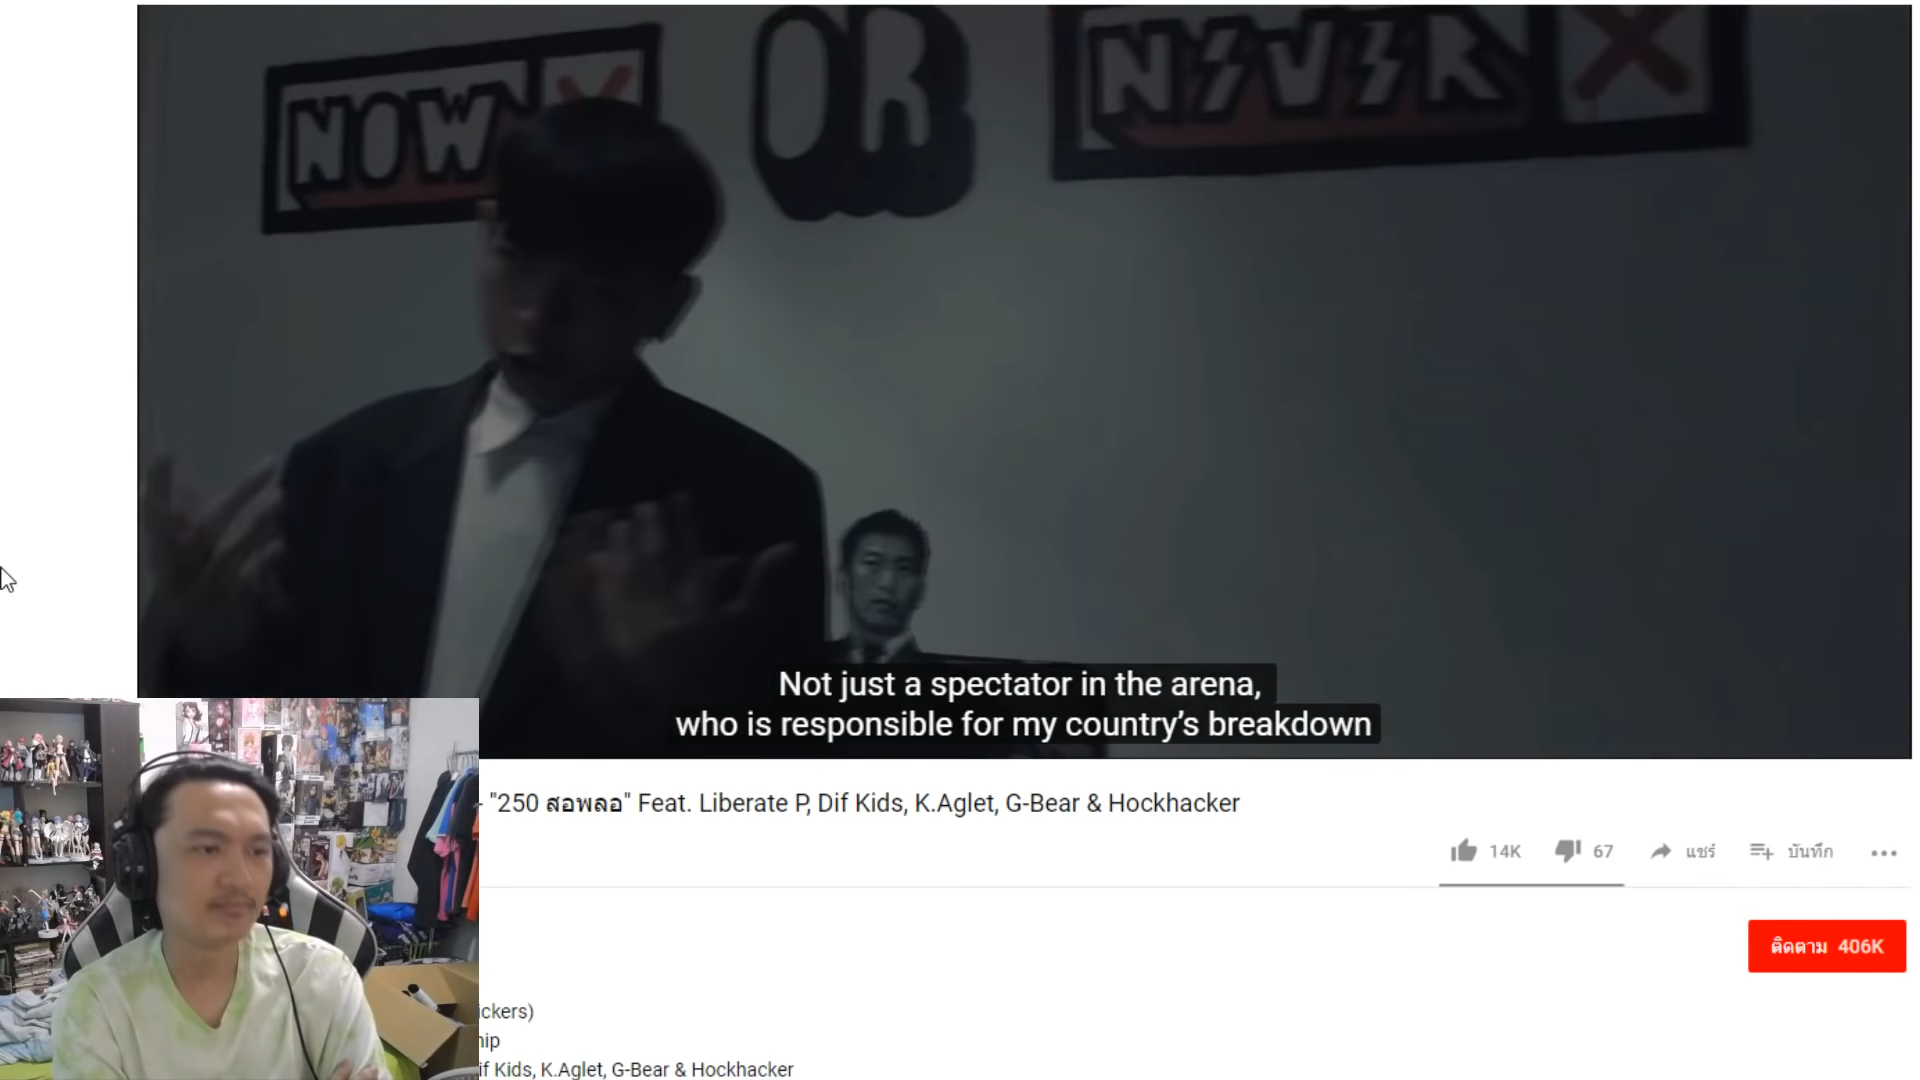 NOW
OR
NEVER
Not just a spectator in the arena,
who is responsible for my country’s breakdown
- "250 สอพลอ" Feat. Liberate P, Dif Kids, K.Aglet, G-Bear & Hockhacker
14K 67 แชร์ บันทึก
ติดตาม 406K
ickers)
hip
if Kids, K.Aglet, G-Bear & Hockhacker